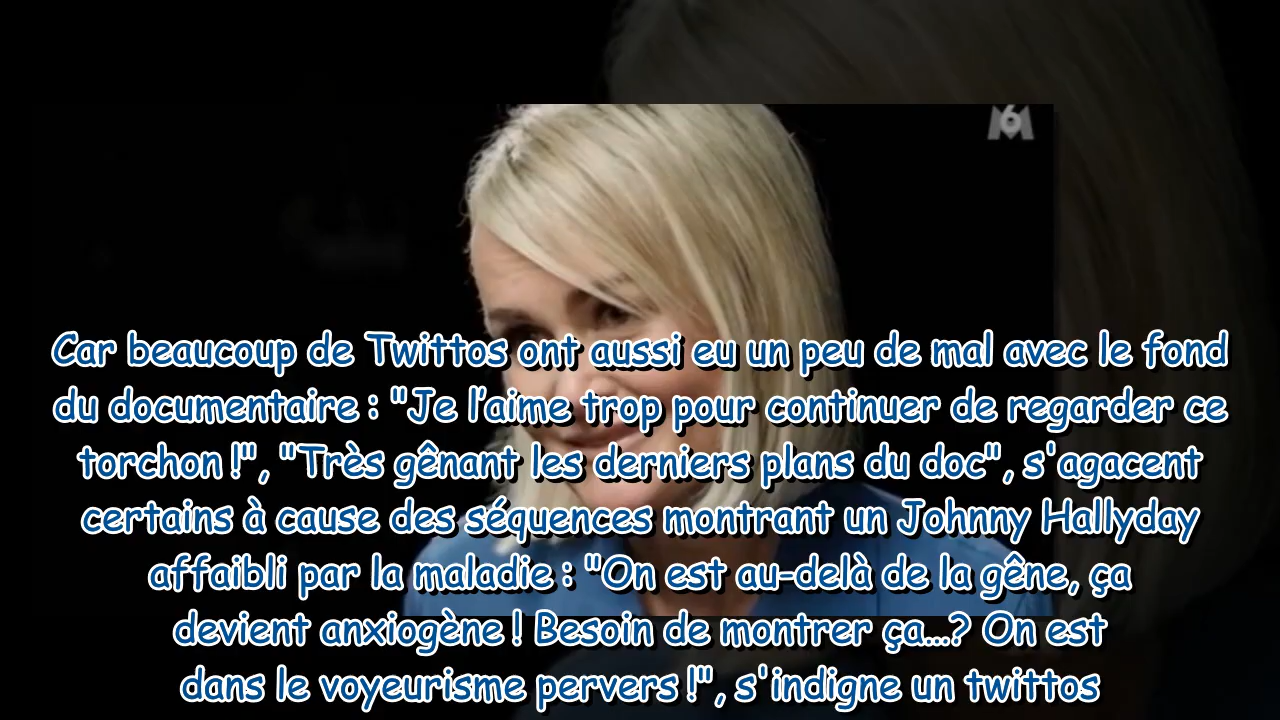 M6
Car beaucoup de Twittos ont aussi eu un peu de mal avec le fond
du documentaire : "Je l’aime trop pour continuer de regarder ce
torchon !", "Très gênant les derniers plans du doc", s'agacent
certains à cause des séquences montrant un Johnny Hallyday
affaibli par la maladie : "On est au-delà de la gêne, ça
devient anxiogène ! Besoin de montrer ça...? On est
dans le voyeurisme pervers !", s'indigne un twittos